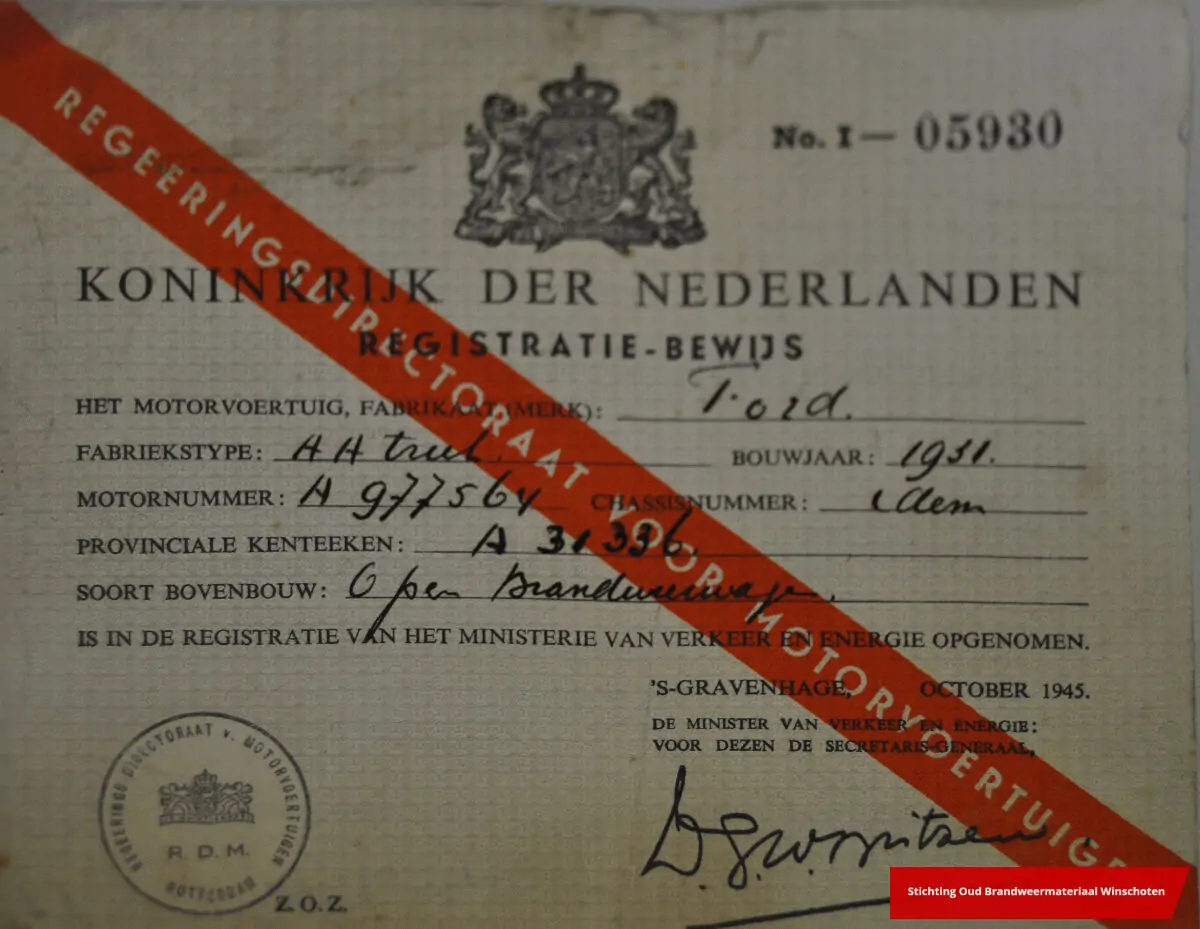 No. I — 05930
KONINKRIJK DER NEDERLANDEN
REGISTRATIE-BEWIJS
HET MOTORVOERTUIG, FABRIKAAT (MERK): Ford.
FABRIEKSTYPE: AA truk. BOUWJAAR: 1931.
MOTORNUMMER: A 977564 CHASSISNUMMER: idem
PROVINCIALE KENTEEKEN: A 31336.
SOORT BOVENBOUW: Open Brandweerwagen.
IS IN DE REGISTRATIE VAN HET MINISTERIE VAN VERKEER EN ENERGIE OPGENOMEN.
'S-GRAVENHAGE, OCTOBER 1945.
DE MINISTER VAN VERKEER EN ENERGIE:
VOOR DEZEN DE SECRETARIS-GENERAAL,
REGEERINGSDIRECTORAAT VOOR MOTORVOERTUIGE
REGEERINGS DIRECTORAAT v. MOTORVOERTUIGEN
R. D. M.
ROTTERDAM
Z.O.Z.
Stichting Oud Brandweermateriaal Winschoten